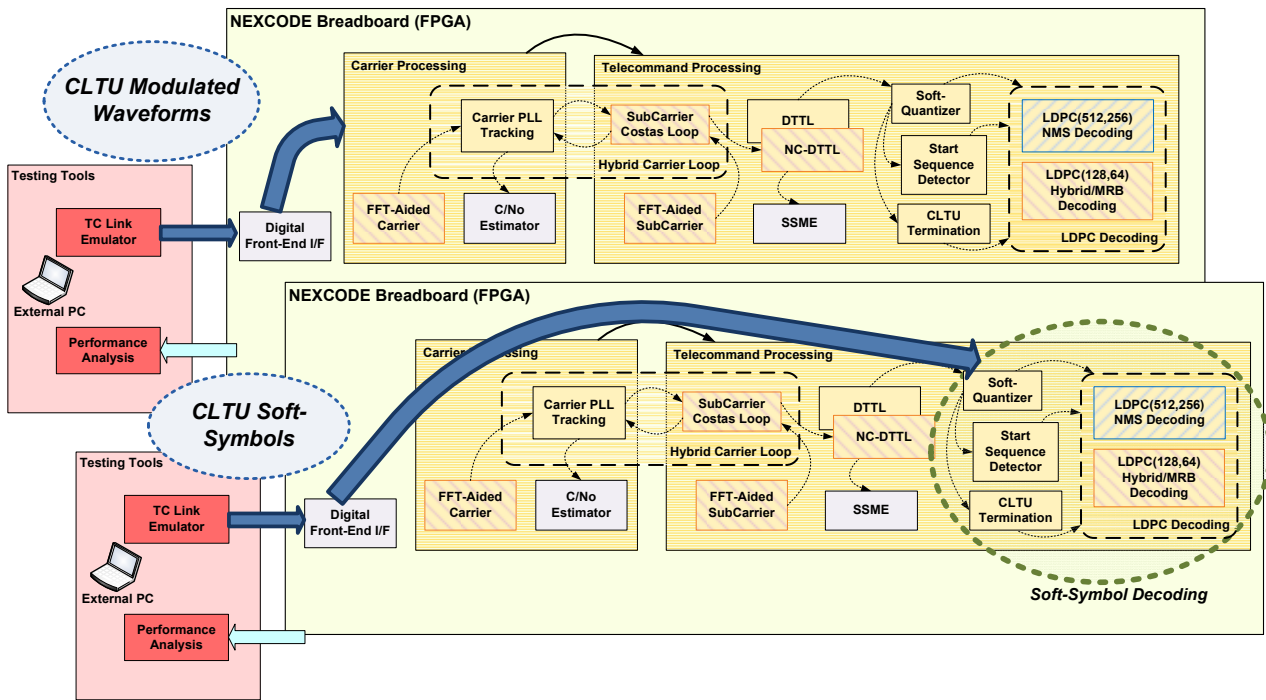 NEXCODE Breadboard (FPGA)
CLTU Modulated
Waveforms
Carrier Processing
Telecommand Processing
Carrier PLL
Tracking
SubCarrier
Costas Loop
Hybrid Carrier Loop
FFT-Aided
Carrier
C/No
Estimator
DTTL
NC-DTTL
FFT-Aided
SubCarrier
SSME
Soft-
Quantizer
Start
Sequence
Detector
CLTU
Termination
LDPC(512,256)
NMS Decoding
LDPC(128,64)
Hybrid/MRB
Decoding
LDPC Decoding
Testing Tools
TC Link
Emulator
External PC
Performance
Analysis
Digital
Front-End I/F
NEXCODE Breadboard (FPGA)
CLTU Soft-
Symbols
Carrier Processing
Telecommand Processing
Carrier PLL
Tracking
SubCarrier
Costas Loop
Hybrid Carrier Loop
FFT-Aided
Carrier
C/No
Estimator
DTTL
NC-DTTL
FFT-Aided
SubCarrier
SSME
Soft-
Quantizer
Start
Sequence
Detector
CLTU
Termination
LDPC(512,256)
NMS Decoding
LDPC(128,64)
Hybrid/MRB
Decoding
LDPC Decoding
Soft-Symbol Decoding
Testing Tools
TC Link
Emulator
External PC
Performance
Analysis
Digital
Front-End I/F